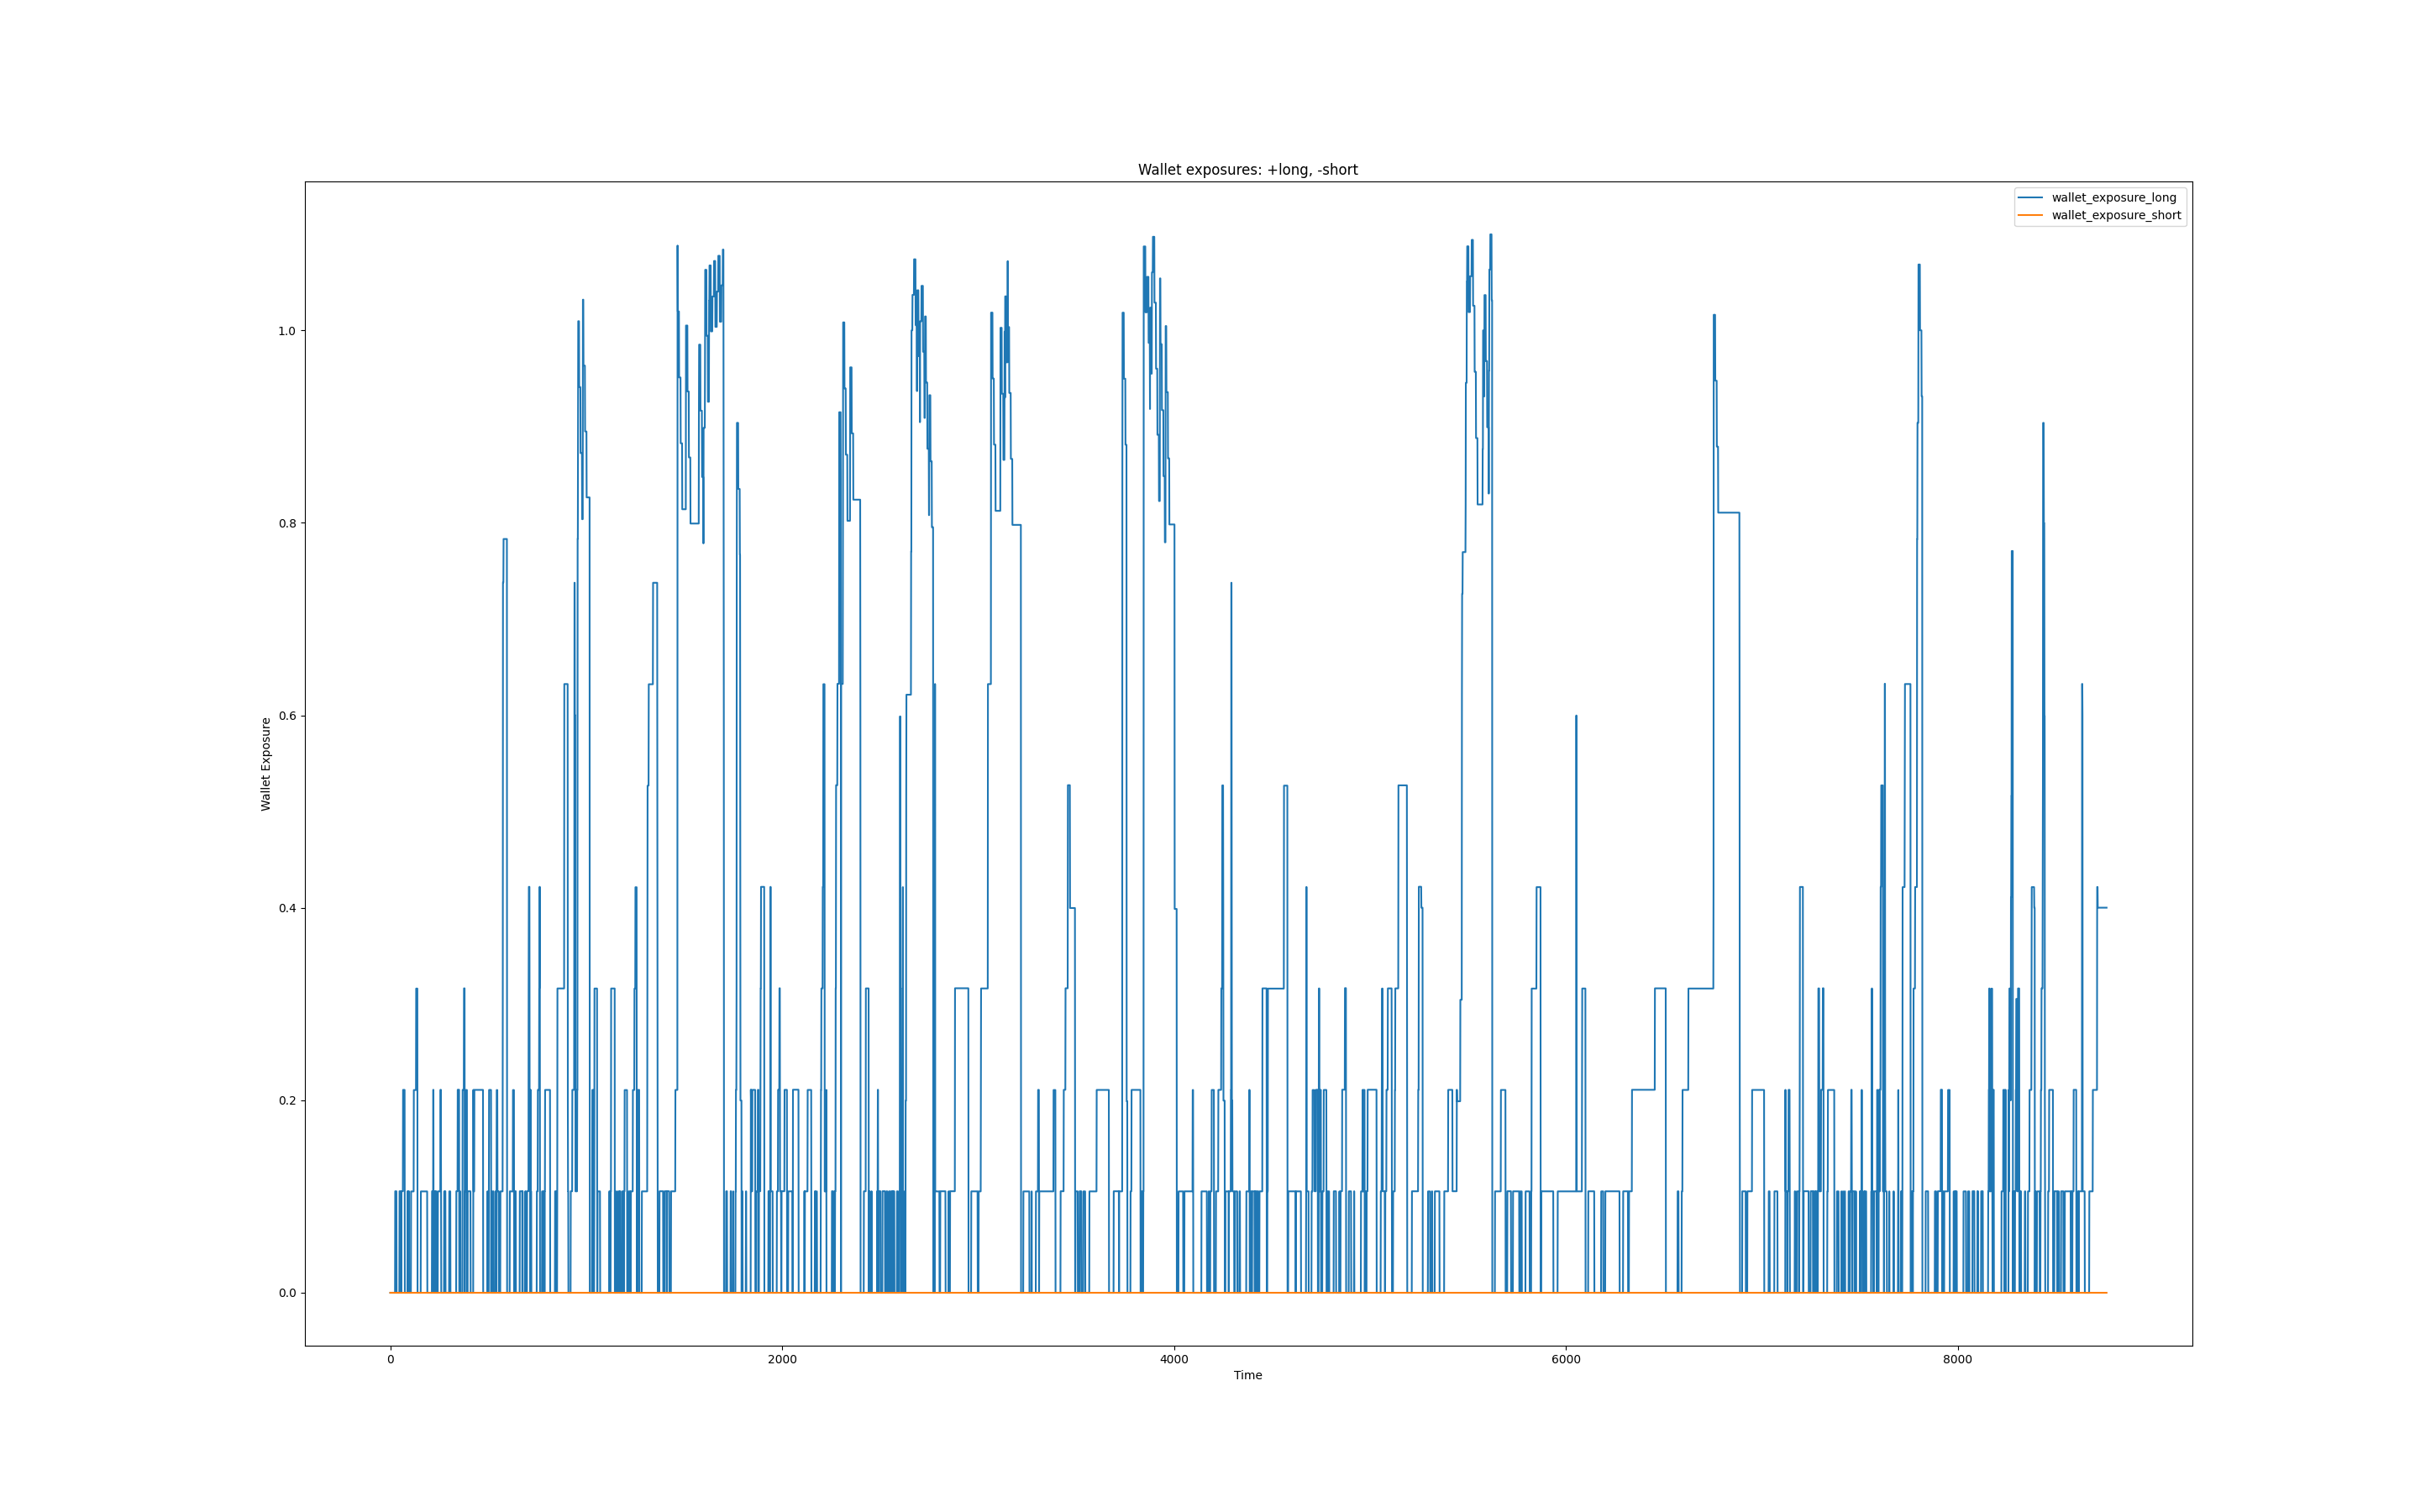 Wallet exposures: +long, -short
wallet_exposure_long
wallet_exposure_short
1.0
0.8
0.6
0.4
0.2
0.0
Wallet Exposure
0 2000 4000 6000 8000
Time